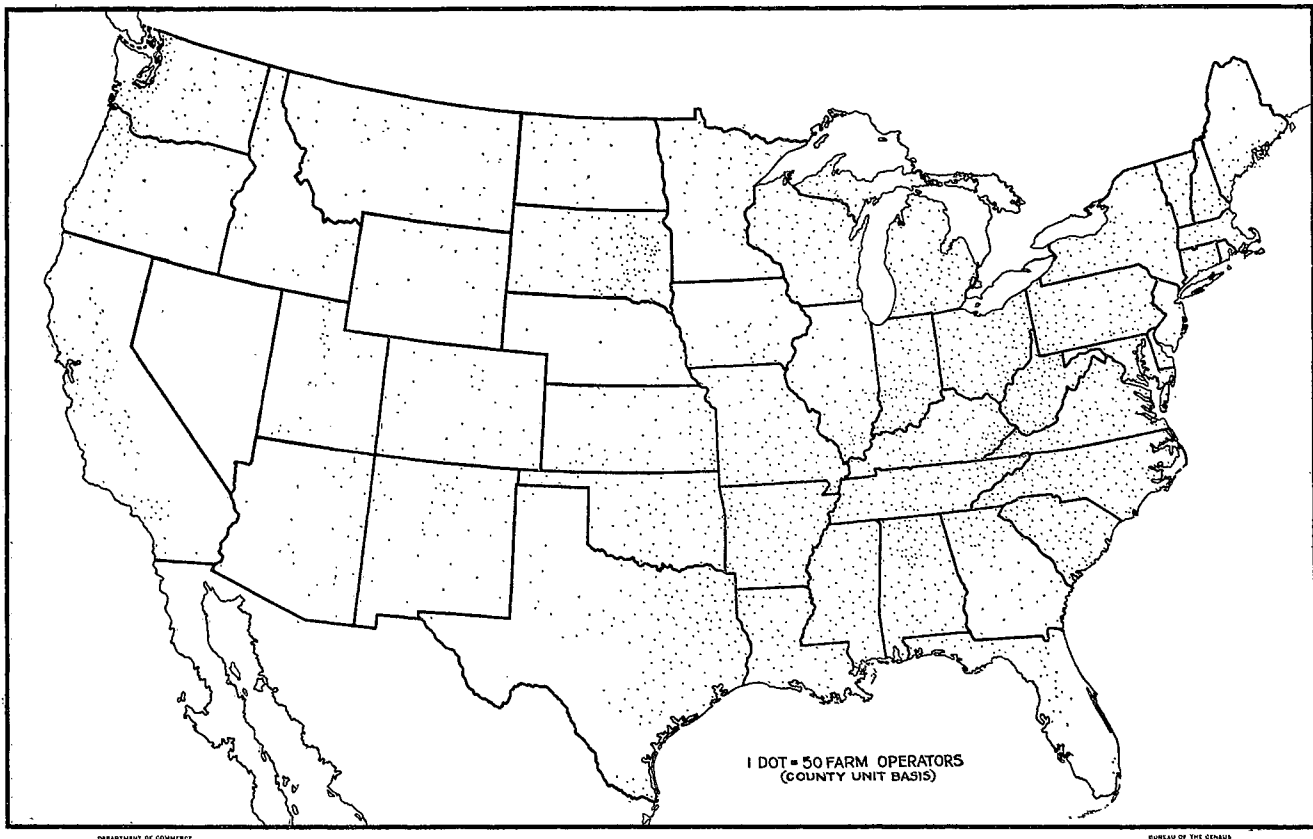 1 DOT = 50 FARM OPERATORS
(COUNTY UNIT BASIS)
DEPARTMENT OF COMMERCE
BUREAU OF THE CENSUS